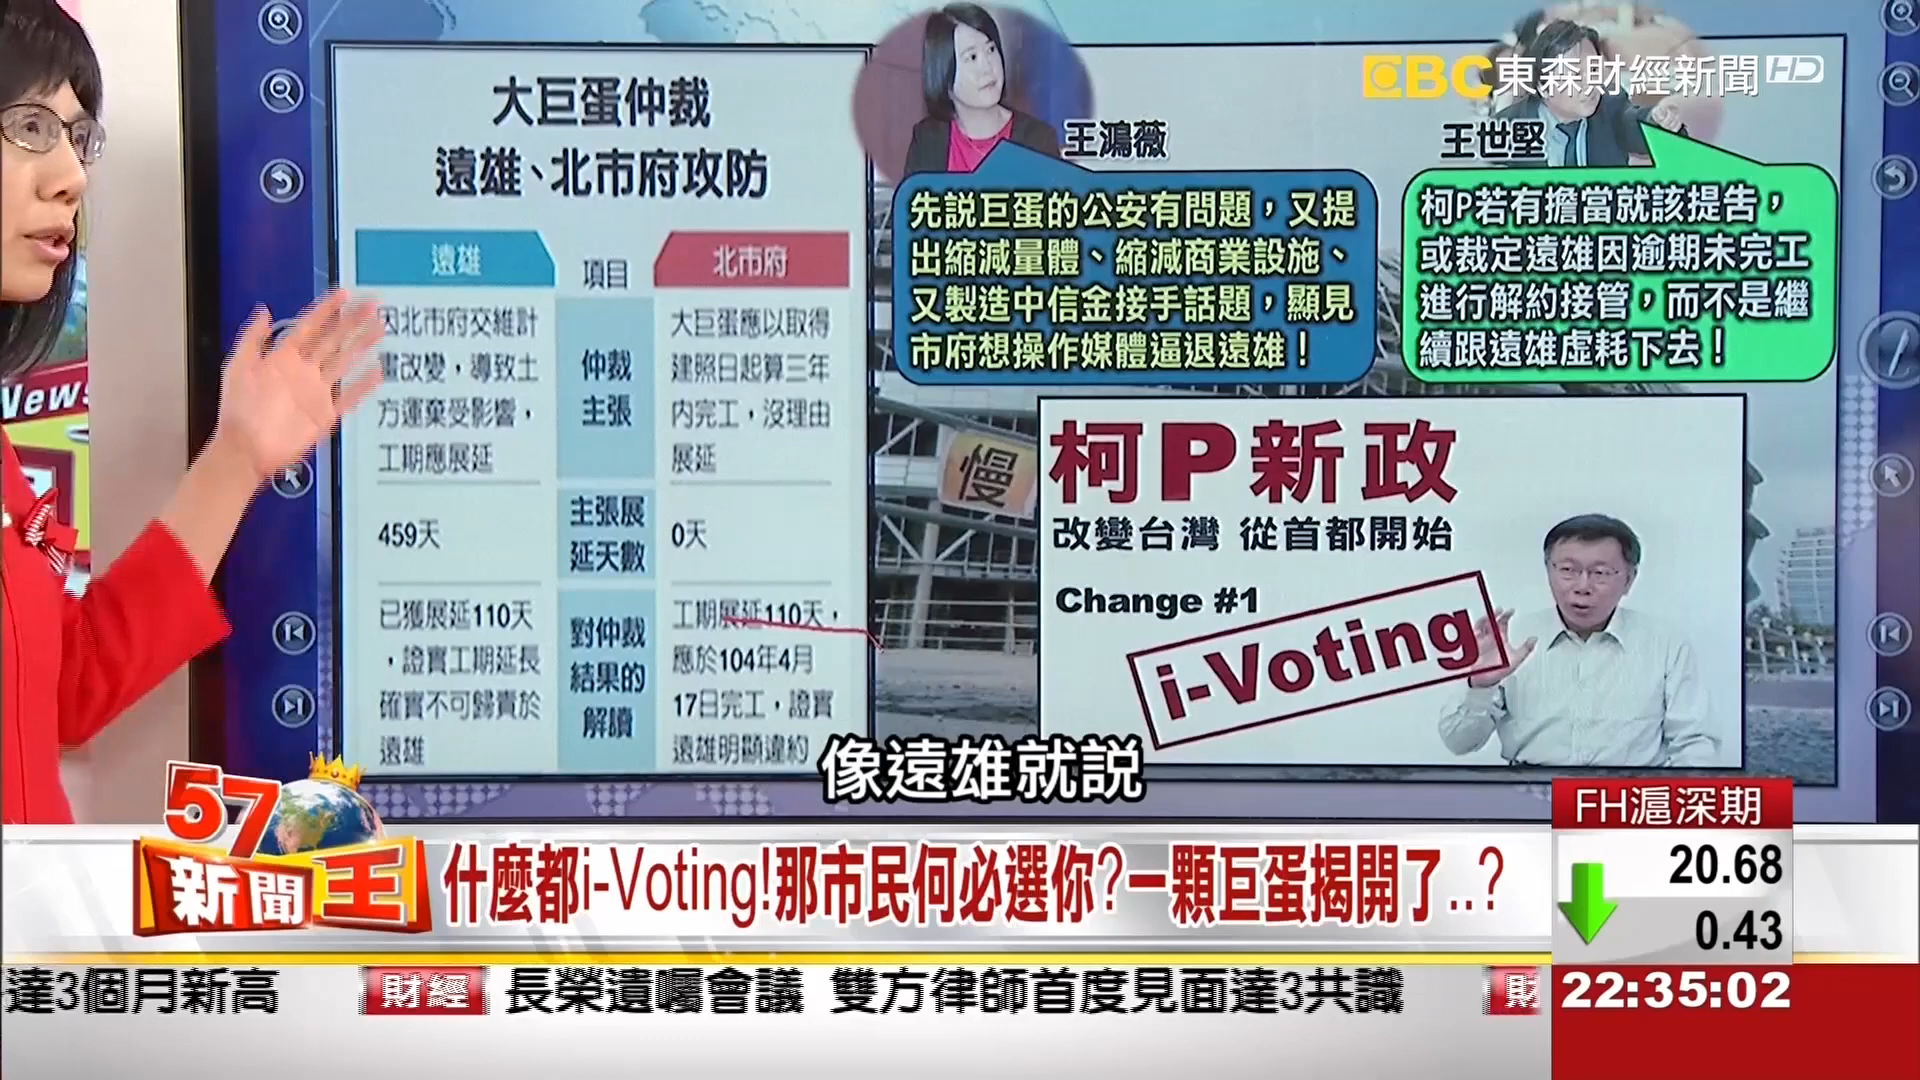 EBC東森財經新聞HD
大巨蛋仲裁
遠雄、北市府攻防
遠雄
項目
北市府
因北市府交維計
畫改變，導致土
方運棄受影響，
工期應展延
仲裁
主張
大巨蛋應以取得
建照日起算三年
內完工，沒理由
展延
459天
主張展
延天數
0天
已獲展延110天
，證實工期延長
確實不可歸責於
遠雄
對仲裁
結果的
解讀
工期展延110天，
應於104年4月
17日完工，證實
遠雄明顯違約
王鴻薇
先説巨蛋的公安有問題，又提
出縮減量體、縮減商業設施、
又製造中信金接手話題，顯見
市府想操作媒體逼退遠雄！
王世堅
柯P若有擔當就該提告，
或裁定遠雄因逾期未完工
進行解約接管，而不是繼
續跟遠雄虛耗下去！
慢
柯P新政
改變台灣 從首都開始
Change #1
i-Voting
News
像遠雄就説
57
新聞王
什麼都i-Voting!那市民何必選你?一顆巨蛋揭開了..?
FH滬深期
20.68
0.43
達3個月新高
財經
長榮遺囑會議 雙方律師首度見面達3共識
財
22:35:02